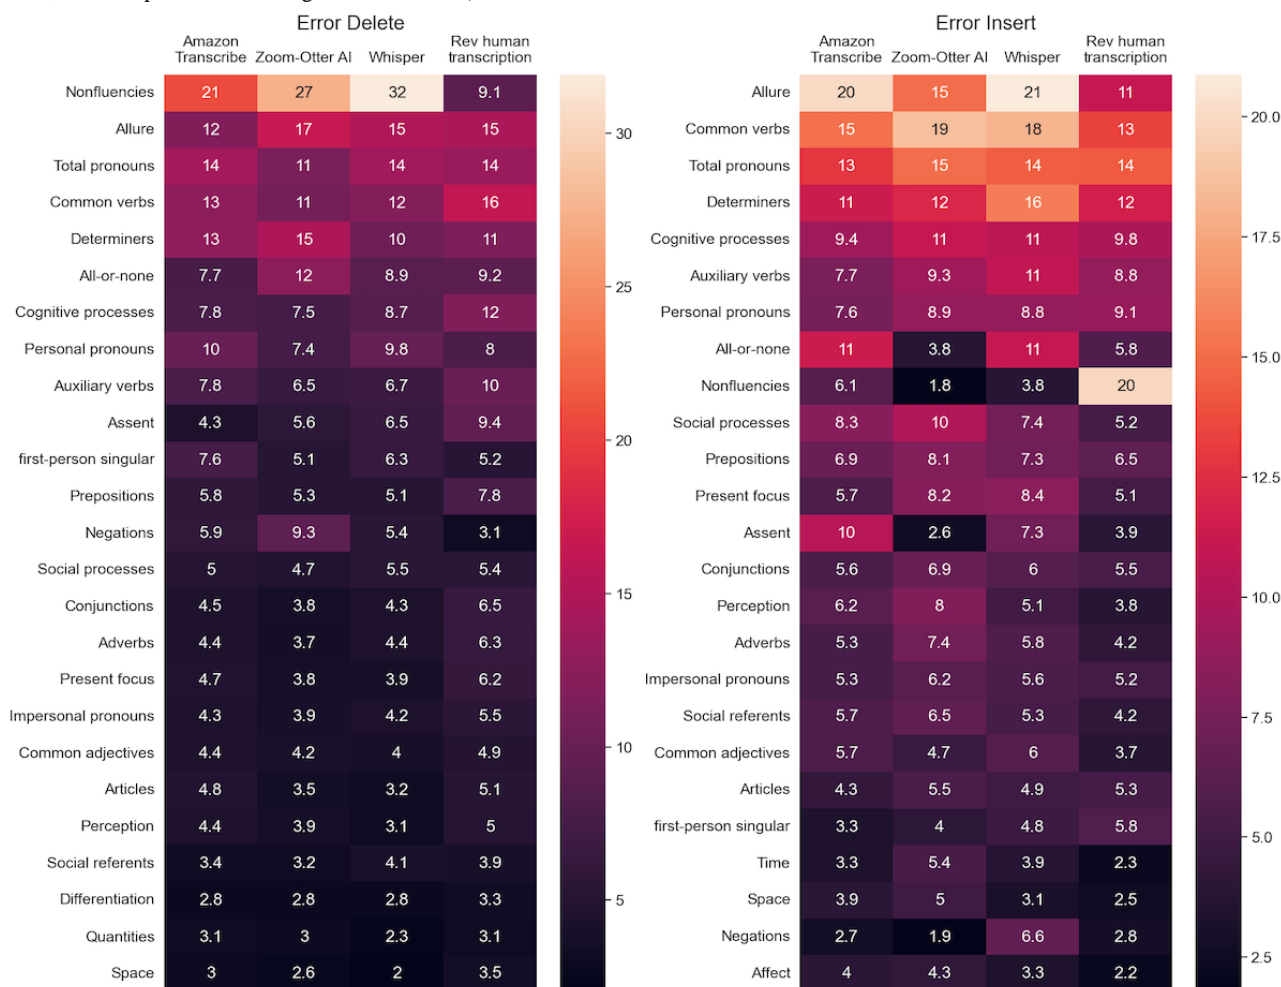 Error Delete
Amazon Transcribe Zoom-Otter AI Whisper Rev human transcription
Nonfluencies 21 27 32 9.1
Allure 12 17 15 15
Total pronouns 14 11 14 14
Common verbs 13 11 12 16
Determiners 13 15 10 11
All-or-none 7.7 12 8.9 9.2
Cognitive processes 7.8 7.5 8.7 12
Personal pronouns 10 7.4 9.8 8
Auxiliary verbs 7.8 6.5 6.7 10
Assent 4.3 5.6 6.5 9.4
first-person singular 7.6 5.1 6.3 5.2
Prepositions 5.8 5.3 5.1 7.8
Negations 5.9 9.3 5.4 3.1
Social processes 5 4.7 5.5 5.4
Conjunctions 4.5 3.8 4.3 6.5
Adverbs 4.4 3.7 4.4 6.3
Present focus 4.7 3.8 3.9 6.2
Impersonal pronouns 4.3 3.9 4.2 5.5
Common adjectives 4.4 4.2 4 4.9
Articles 4.8 3.5 3.2 5.1
Perception 4.4 3.9 3.1 5
Social referents 3.4 3.2 4.1 3.9
Differentiation 2.8 2.8 2.8 3.3
Quantities 3.1 3 2.3 3.1
Space 3 2.6 2 3.5
30
25
20
15
10
5
Error Insert
Amazon Transcribe Zoom-Otter AI Whisper Rev human transcription
Allure 20 15 21 11
Common verbs 15 19 18 13
Total pronouns 13 15 14 14
Determiners 11 12 16 12
Cognitive processes 9.4 11 11 9.8
Auxiliary verbs 7.7 9.3 11 8.8
Personal pronouns 7.6 8.9 8.8 9.1
All-or-none 11 3.8 11 5.8
Nonfluencies 6.1 1.8 3.8 20
Social processes 8.3 10 7.4 5.2
Prepositions 6.9 8.1 7.3 6.5
Present focus 5.7 8.2 8.4 5.1
Assent 10 2.6 7.3 3.9
Conjunctions 5.6 6.9 6 5.5
Perception 6.2 8 5.1 3.8
Adverbs 5.3 7.4 5.8 4.2
Impersonal pronouns 5.3 6.2 5.6 5.2
Social referents 5.7 6.5 5.3 4.2
Common adjectives 5.7 4.7 6 3.7
Articles 4.3 5.5 4.9 5.3
first-person singular 3.3 4 4.8 5.8
Time 3.3 5.4 3.9 2.3
Space 3.9 5 3.1 2.5
Negations 2.7 1.9 6.6 2.8
Affect 4 4.3 3.3 2.2
20.0
17.5
15.0
12.5
10.0
7.5
5.0
2.5